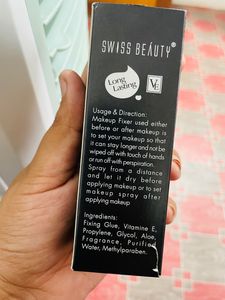 SWISS BEAUTY®
Long
Lasting
VE
Usage & Direction:
Makeup Fixer used either
before or after makeup is
to set your makeup so that
it can stay longer and not be
wiped off with touch of hands
or run off with perspiration.
Spray from a distance
and let it dry before
applying makeup or to set
makeup spray after
applying makeup
Ingredients:
Fixing Glue, Vitamine E,
Propylene, Glycol, Aloe,
Fragrance, Purified
Water, Methylparaben.